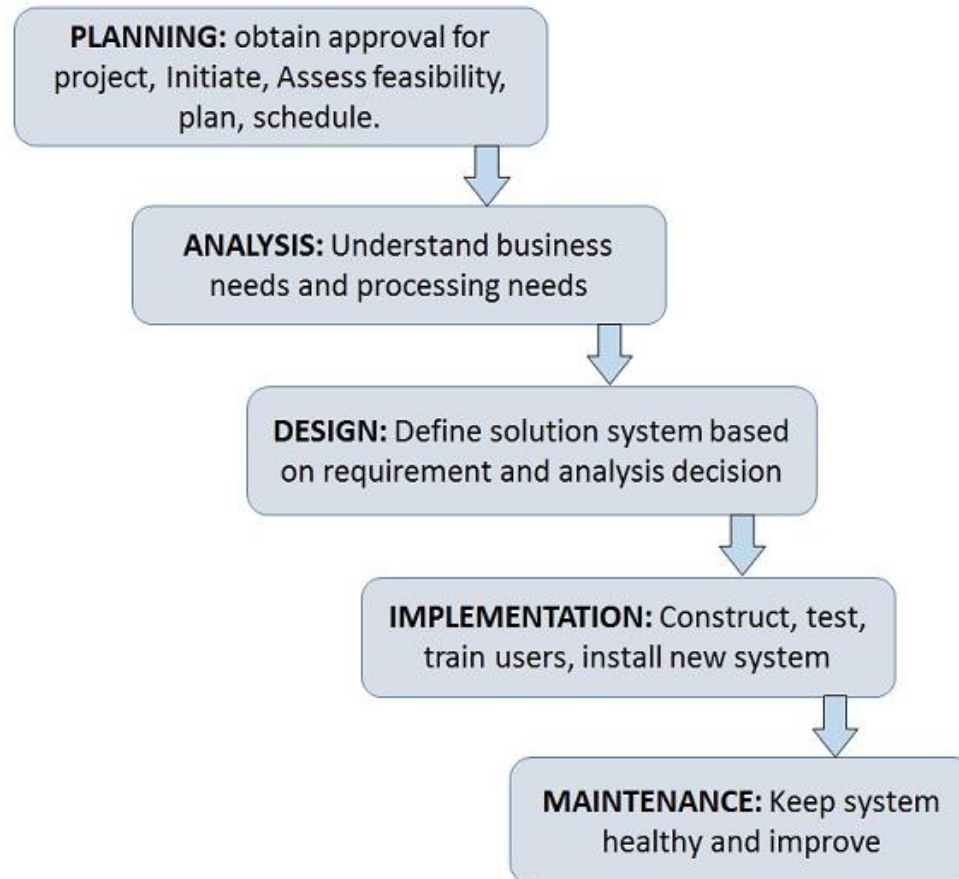 PLANNING: obtain approval for
project, Initiate, Assess feasibility,
plan, schedule.
ANALYSIS: Understand business
needs and processing needs
DESIGN: Define solution system based
on requirement and analysis decision
IMPLEMENTATION: Construct, test,
train users, install new system
MAINTENANCE: Keep system
healthy and improve